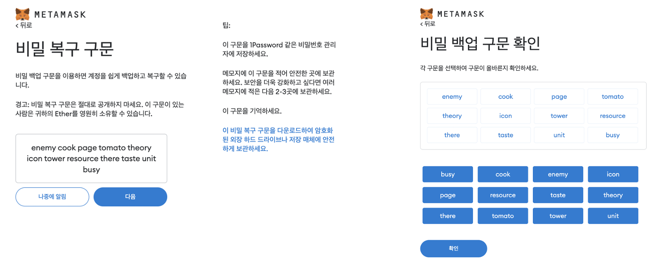 METAMASK
< 뒤로
비밀 복구 구문
비밀 백업 구문을 이용하면 계정을 쉽게 백업하고 복구할 수 있습
니다.
경고: 비밀 복구 구문은 절대로 공개하지 마세요. 이 구문이 있는
사람은 귀하의 Ether를 영원히 소유할 수 있습니다.
enemy cook page tomato theory
icon tower resource there taste unit
busy
나중에 알림
다음
팁:
이 구문을 1Password 같은 비밀번호 관리
자에 저장하세요.
메모지에 이 구문을 적어 안전한 곳에 보관
하세요. 보안을 더욱 강화하고 싶다면 여러
메모지에 적은 다음 2-3곳에 보관하세요.
이 구문을 기억하세요.
이 비밀 복구 구문을 다운로드하여 암호화
된 외장 하드 드라이브나 저장 매체에 안전
하게 보관하세요.
METAMASK
< 뒤로
비밀 백업 구문 확인
각 구문을 선택하여 구문이 올바른지 확인하세요.
enemy cook page tomato
theory icon tower resource
there taste unit busy
busy cook enemy icon
page resource taste theory
there tomato tower unit
확인